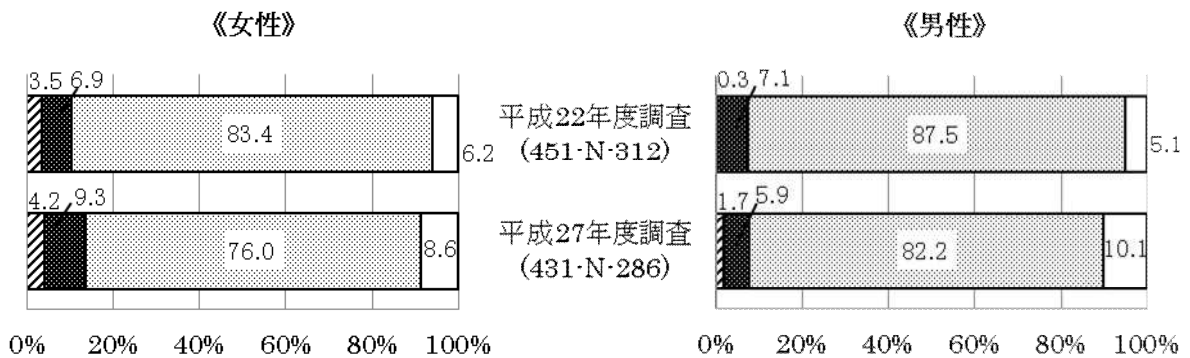 《女性》
《男性》
3.5 6.9
83.4
6.2
平成22年度調査
(451-N-312)
0.3 7.1
87.5
5.1
4.2 9.3
76.0
8.6
平成27年度調査
(431-N-286)
1.7 5.9
82.2
10.1
0% 20% 40% 60% 80% 100%
0% 20% 40% 60% 80% 100%